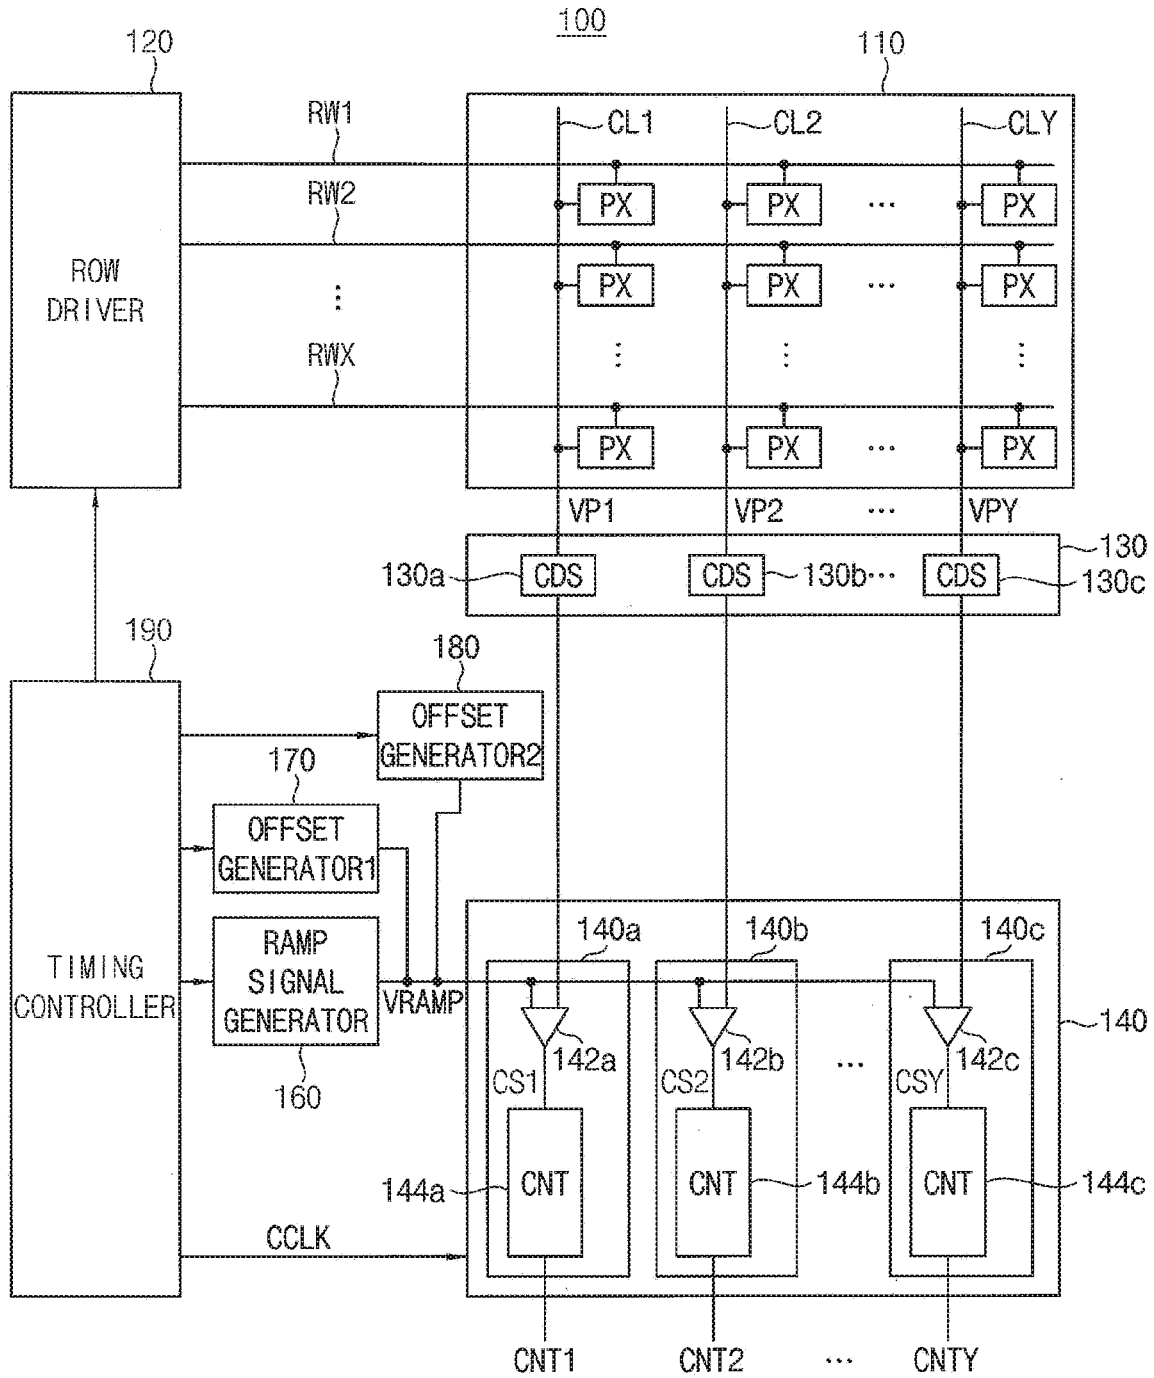 100
120
110
RW1
CL1
CL2
CLY
PX
PX
...
PX
RW2
ROW
DRIVER
PX
PX
...
PX
RWX
PX
PX
...
PX
VP1
VP2
...
VPY
130
130a
CDS
CDS
130b
...
CDS
130c
190
180
OFFSET
GENERATOR2
170
OFFSET
GENERATOR1
140a
140b
140c
RAMP
SIGNAL
GENERATOR
TIMING
CONTROLLER
VRAMP
140
142a
142b
...
142c
160
CS1
CS2
CSY
144a
CNT
CNT
144b
CNT
144c
CCLK
CNT1
CNT2
...
CNTY